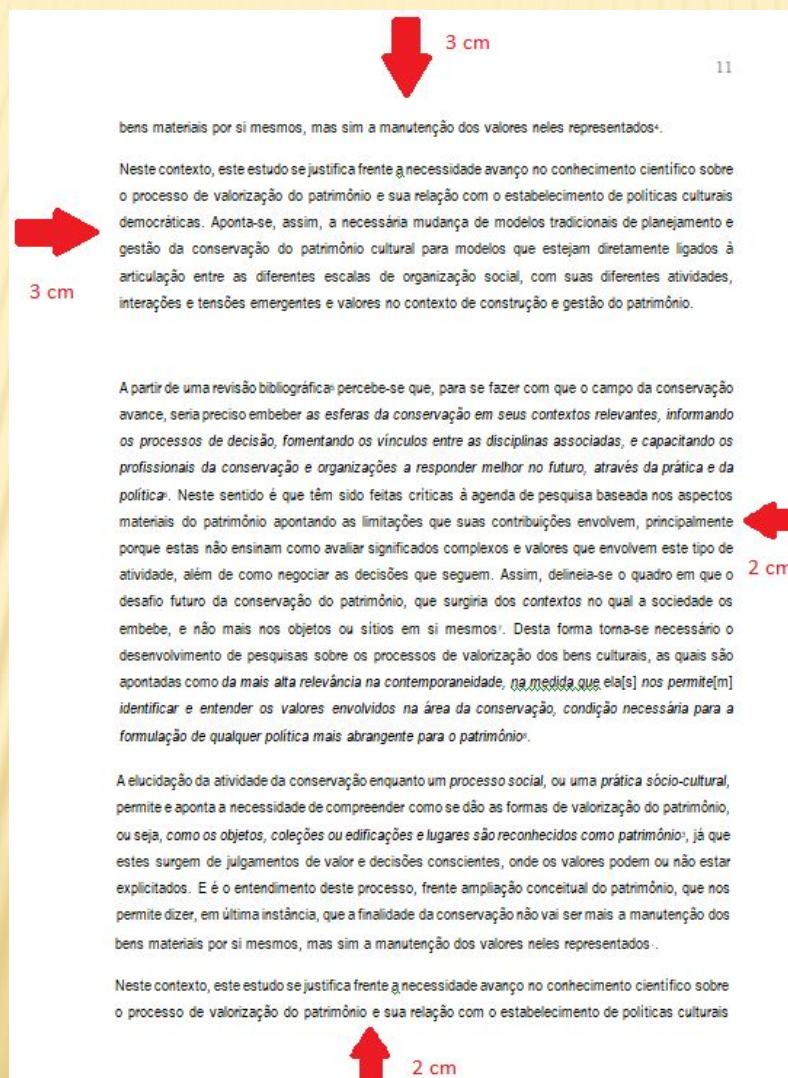 3 cm
11
bens materiais por si mesmos, mas sim a manutenção dos valores neles representados⁴.
Neste contexto, este estudo se justifica frente a necessidade avanço no conhecimento científico sobre
o processo de valorização do patrimônio e sua relação com o estabelecimento de políticas culturais
democráticas. Aponta-se, assim, a necessária mudança de modelos tradicionais de planejamento e
gestão da conservação do patrimônio cultural para modelos que estejam diretamente ligados à
articulação entre as diferentes escalas de organização social, com suas diferentes atividades,
interações e tensões emergentes e valores no contexto de construção e gestão do patrimônio.
3 cm
A partir de uma revisão bibliográfica⁵ percebe-se que, para se fazer com que o campo da conservação
avance, seria preciso embeber as esferas da conservação em seus contextos relevantes, informando
os processos de decisão, fomentando os vínculos entre as disciplinas associadas, e capacitando os
profissionais da conservação e organizações a responder melhor no futuro, através da prática e da
política⁶. Neste sentido é que têm sido feitas críticas à agenda de pesquisa baseada nos aspectos
materiais do patrimônio apontando as limitações que suas contribuições envolvem, principalmente
porque estas não ensinam como avaliar significados complexos e valores que envolvem este tipo de
atividade, além de como negociar as decisões que seguem. Assim, delineia-se o quadro em que o
desafio futuro da conservação do patrimônio, que surgiria dos contextos no qual a sociedade os
embebe, e não mais nos objetos ou sítios em si mesmos⁷. Desta forma torna-se necessário o
desenvolvimento de pesquisas sobre os processos de valorização dos bens culturais, as quais são
apontadas como da mais alta relevância na contemporaneidade, na medida que ela[s] nos permite[m]
identificar e entender os valores envolvidos na área da conservação, condição necessária para a
formulação de qualquer política mais abrangente para o patrimônio⁸.
2 cm
A elucidação da atividade da conservação enquanto um processo social, ou uma prática sócio-cultural,
permite e aponta a necessidade de compreender como se dão as formas de valorização do patrimônio,
ou seja, como os objetos, coleções ou edificações e lugares são reconhecidos como patrimônio³, já que
estes surgem de julgamentos de valor e decisões conscientes, onde os valores podem ou não estar
explicitados. E é o entendimento deste processo, frente ampliação conceitual do patrimônio, que nos
permite dizer, em última instância, que a finalidade da conservação não vai ser mais a manutenção dos
bens materiais por si mesmos, mas sim a manutenção dos valores neles representados .
Neste contexto, este estudo se justifica frente a necessidade avanço no conhecimento científico sobre
o processo de valorização do patrimônio e sua relação com o estabelecimento de políticas culturais
2 cm